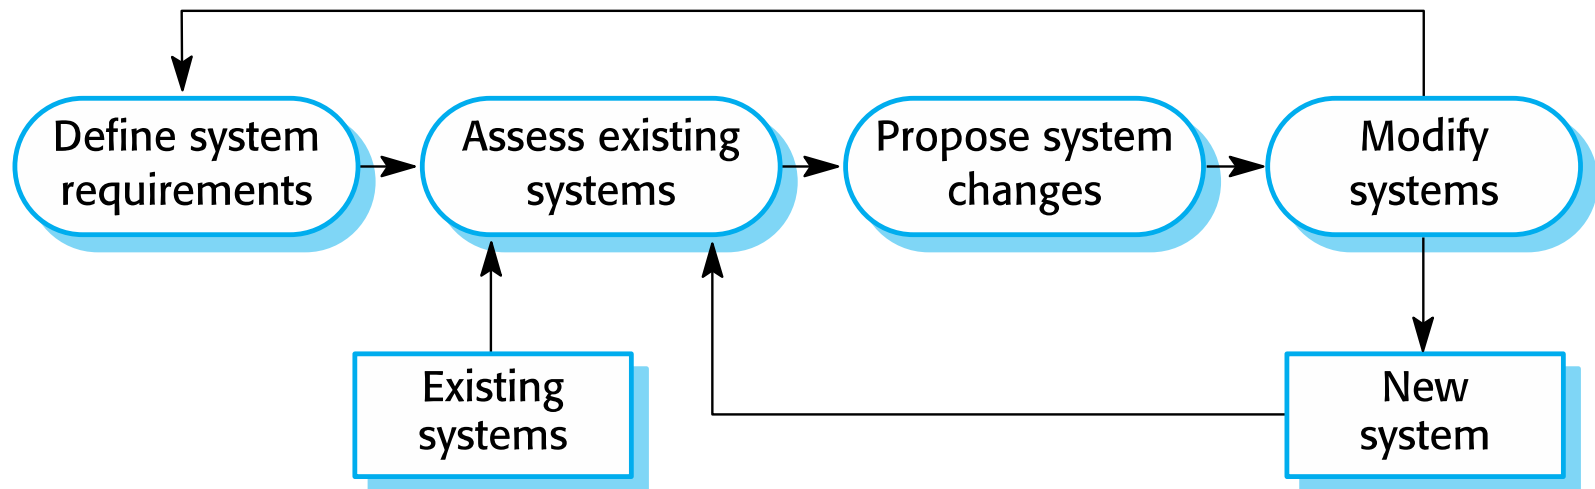 Define system
requirements
Assess existing
systems
Propose system
changes
Modify
systems
Existing
systems
New
system